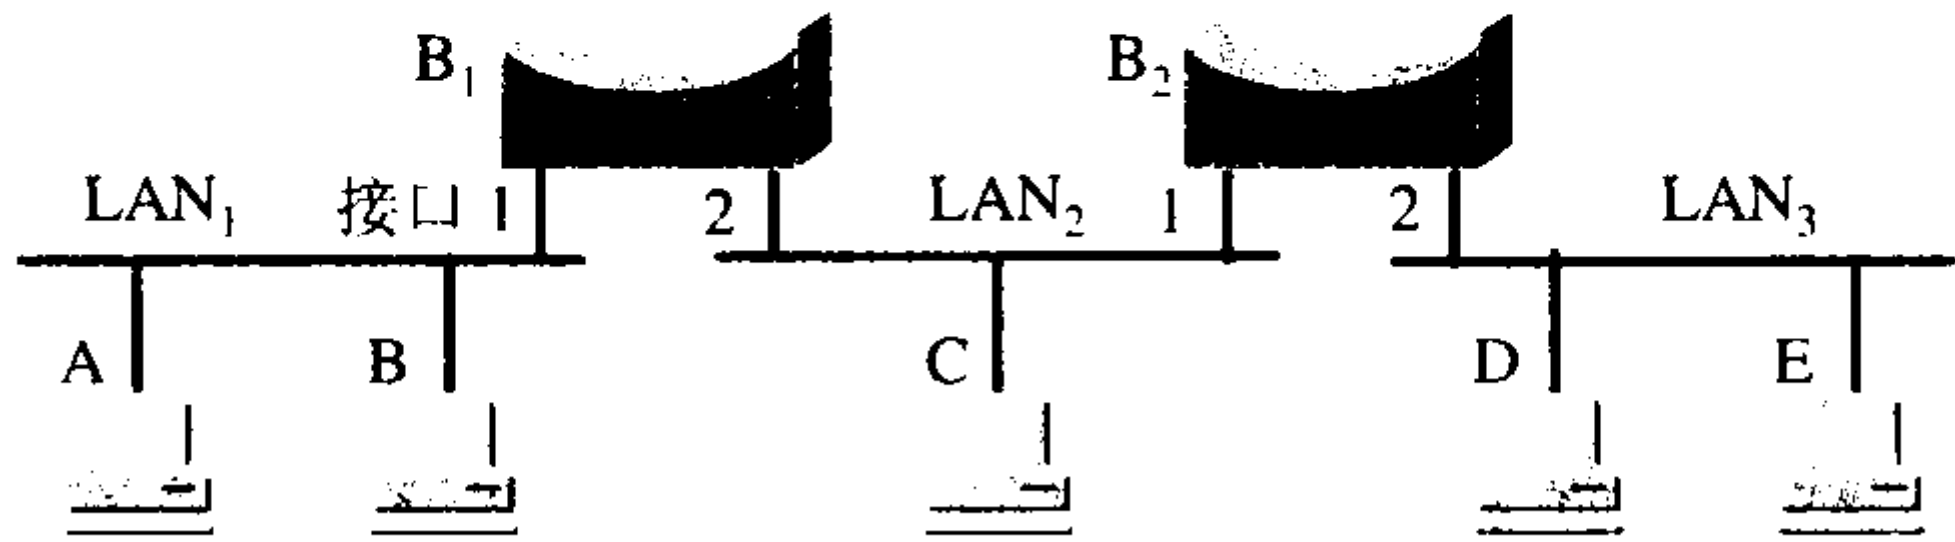 B₁ B₂
LAN₁ 接口 1 2 LAN₂ 1 2 LAN₃
A B C D E